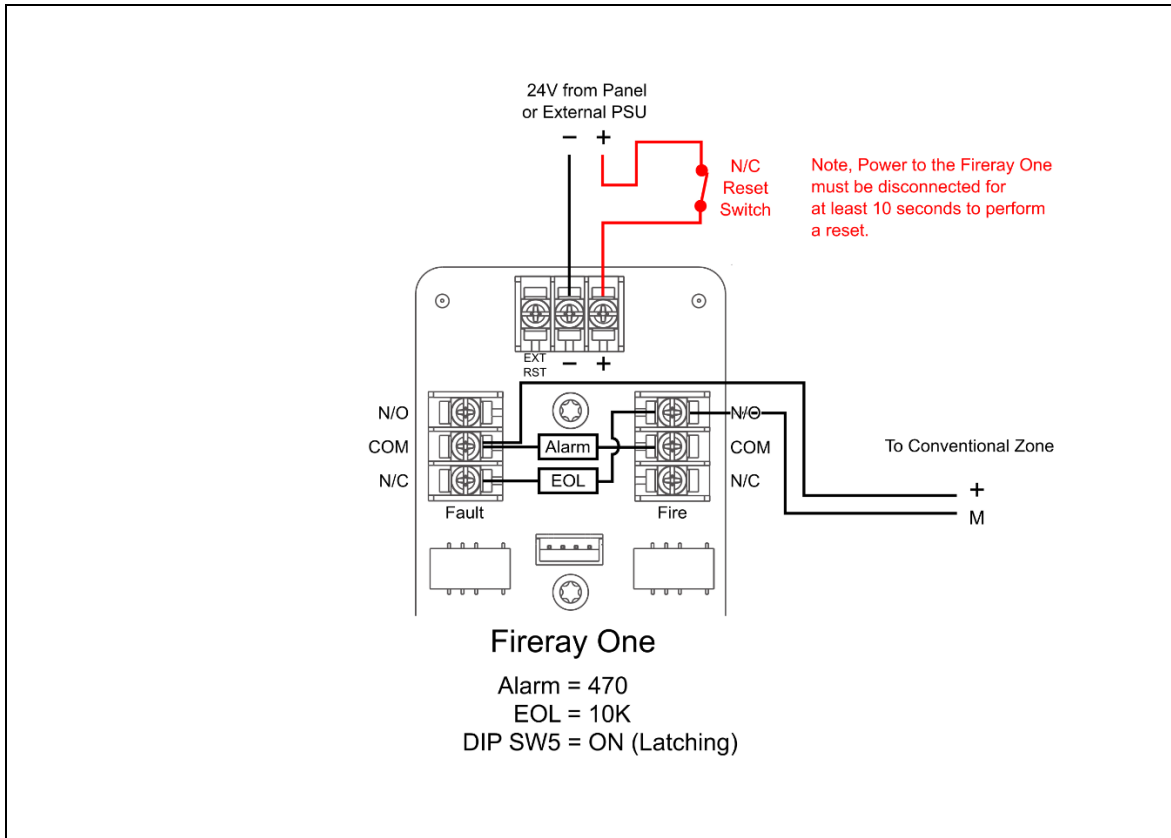 24V from Panel
or External PSU
− +
N/C
Reset
Switch
Note, Power to the Fireray One
must be disconnected for
at least 10 seconds to perform
a reset.
EXT
RST
− +
N/O
COM
N/C
Fault
Alarm
EOL
N/O
COM
N/C
Fire
To Conventional Zone
+
M
Fireray One
Alarm = 470
EOL = 10K
DIP SW5 = ON (Latching)